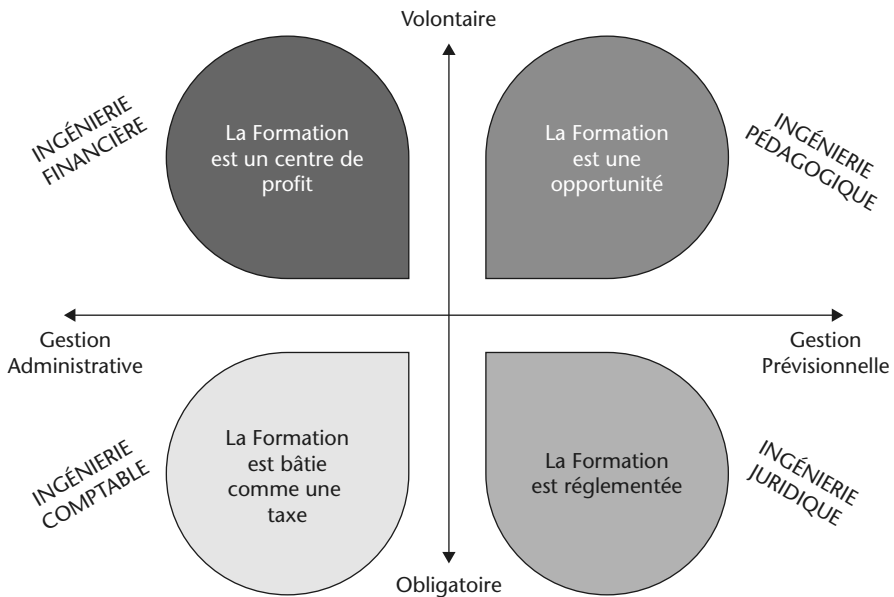 Volontaire
INGÉNIERIE
FINANCIÈRE
La Formation
est un centre de
profit
La Formation
est une
opportunité
INGÉNIERIE
PÉDAGOGIQUE
Gestion
Administrative
Gestion
Prévisionnelle
INGÉNIERIE
COMPTABLE
La Formation
est bâtie
comme une
taxe
La Formation
est réglementée
INGÉNIERIE
JURIDIQUE
Obligatoire